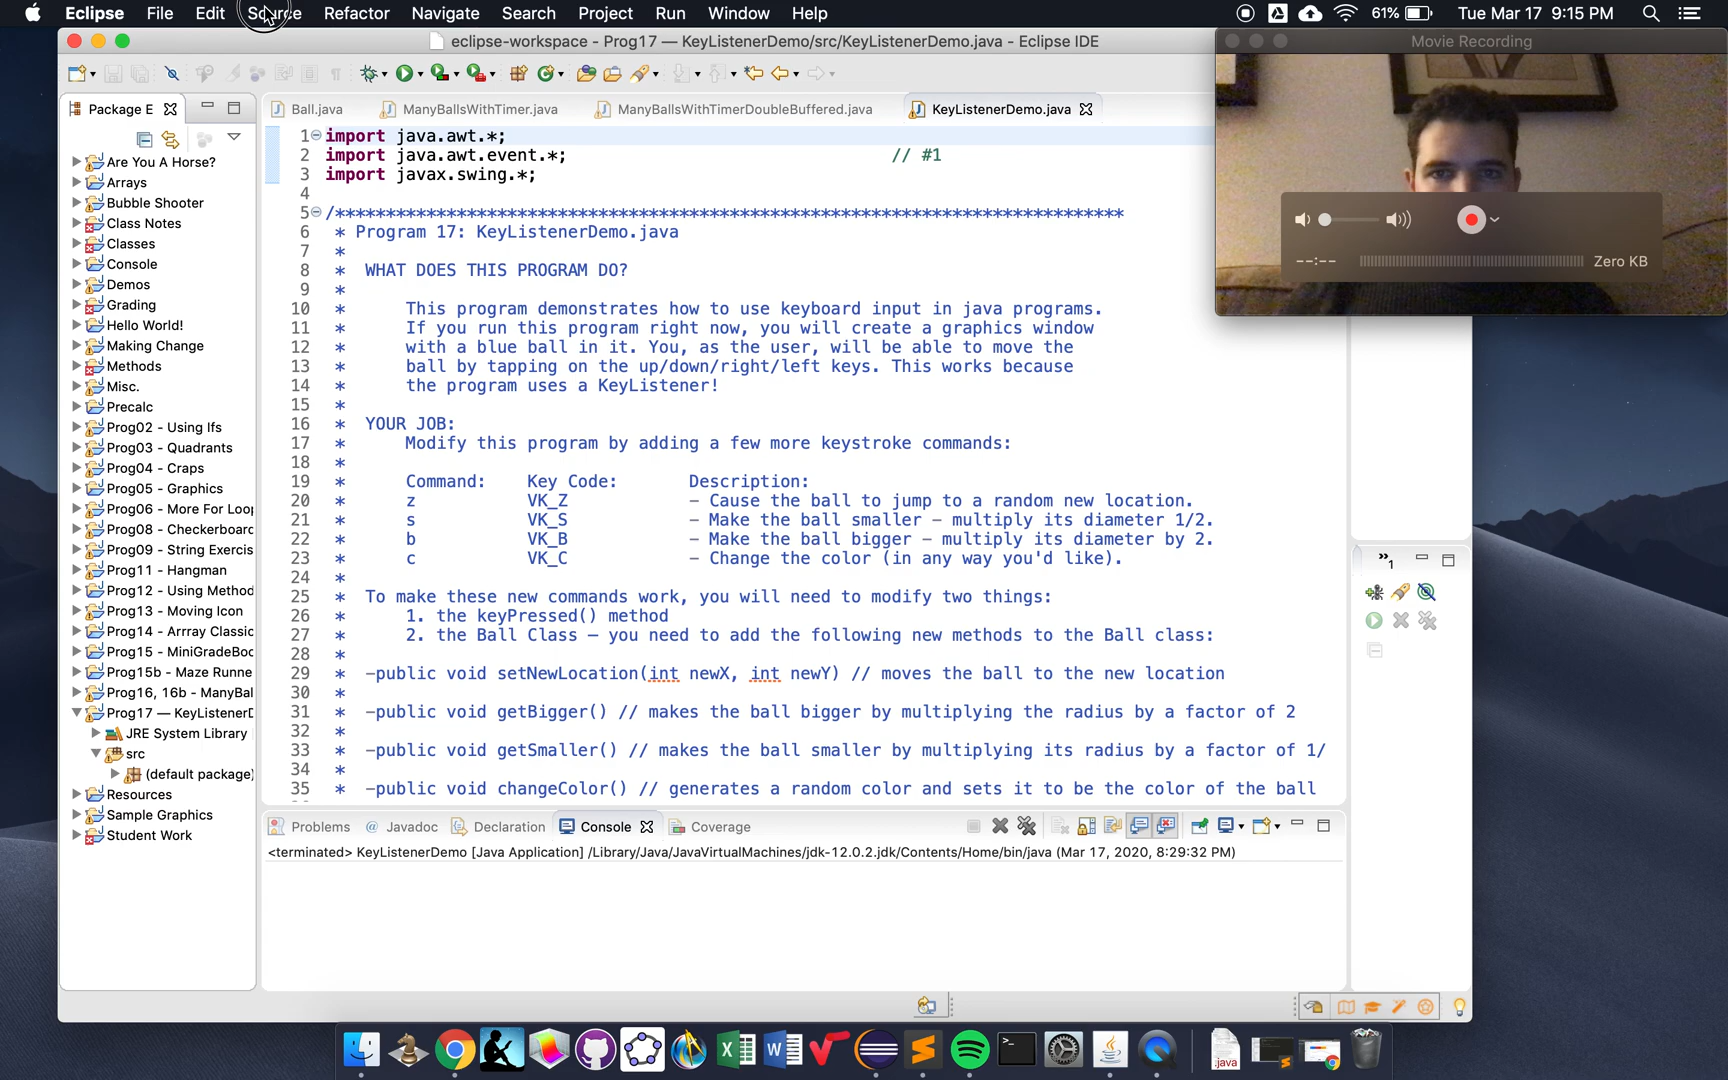 Eclipse File Edit Source Refactor Navigate Search Project Run Window Help 61% Tue Mar 17 9:15 PM
eclipse-workspace - Prog17 — KeyListenerDemo/src/KeyListenerDemo.java - Eclipse IDE
Movie Recording
--:-- Zero KB
Package E
Ball.java ManyBallsWithTimer.java ManyBallsWithTimerDoubleBuffered.java KeyListenerDemo.java
Are You A Horse?
Arrays
Bubble Shooter
Class Notes
Classes
Console
Demos
Grading
Hello World!
Making Change
Methods
Misc.
Precalc
Prog02 - Using Ifs
Prog03 - Quadrants
Prog04 - Craps
Prog05 - Graphics
Prog06 - More For Loo
Prog08 - Checkerboard
Prog09 - String Exercis
Prog11 - Hangman
Prog12 - Using Method
Prog13 - Moving Icon
Prog14 - Arrray Classic
Prog15 - MiniGradeBoo
Prog15b - Maze Runne
Prog16, 16b - ManyBal
Prog17 — KeyListener
JRE System Library
src
(default package)
Resources
Sample Graphics
Student Work
1 import java.awt.*;
2 import java.awt.event.*; // #1
3 import javax.swing.*;
4
5 /******************************************************************************
6 * Program 17: KeyListenerDemo.java
7 *
8 * WHAT DOES THIS PROGRAM DO?
9 *
10 * This program demonstrates how to use keyboard input in java programs.
11 * If you run this program right now, you will create a graphics window
12 * with a blue ball in it. You, as the user, will be able to move the
13 * ball by tapping on the up/down/right/left keys. This works because
14 * the program uses a KeyListener!
15 *
16 * YOUR JOB:
17 * Modify this program by adding a few more keystroke commands:
18 *
19 * Command: Key Code: Description:
20 * z VK_Z - Cause the ball to jump to a random new location.
21 * s VK_S - Make the ball smaller - multiply its diameter 1/2.
22 * b VK_B - Make the ball bigger - multiply its diameter by 2.
23 * c VK_C - Change the color (in any way you'd like).
24 *
25 * To make these new commands work, you will need to modify two things:
26 * 1. the keyPressed() method
27 * 2. the Ball Class - you need to add the following new methods to the Ball class:
28 *
29 * -public void setNewLocation(int newX, int newY) // moves the ball to the new location
30 *
31 * -public void getBigger() // makes the ball bigger by multiplying the radius by a factor of 2
32 *
33 * -public void getSmaller() // makes the ball smaller by multiplying its radius by a factor of 1/
34 *
35 * -public void changeColor() // generates a random color and sets it to be the color of the ball
1
Problems Javadoc Declaration Console Coverage
<terminated> KeyListenerDemo [Java Application] /Library/Java/JavaVirtualMachines/jdk-12.0.2.jdk/Contents/Home/bin/java (Mar 17, 2020, 8:29:32 PM)